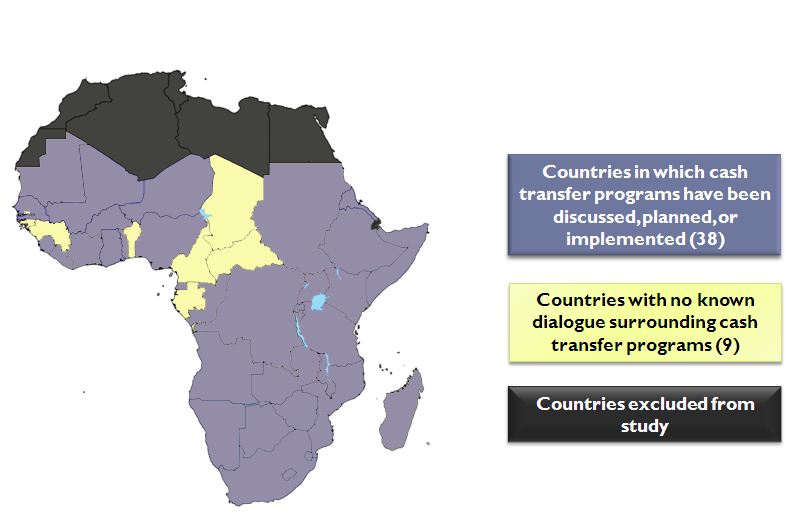 Countries in which cash
transfer programs have been
discussed, planned, or
implemented (38)
Countries with no known
dialogue surrounding cash
transfer programs (9)
Countries excluded from
study